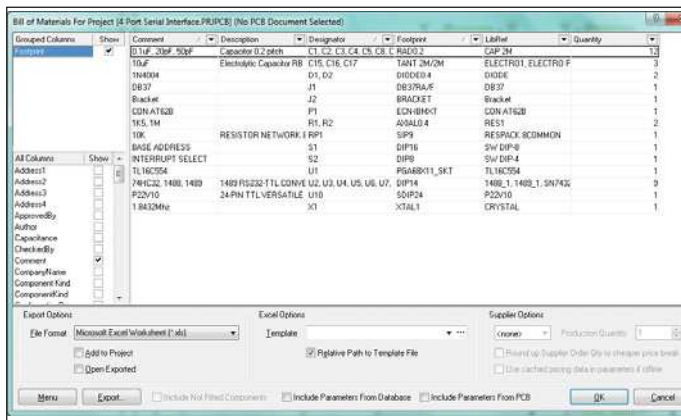 Bill of Materials For Project [4 Port Serial Interface.PRJPCB] (No PCB Document Selected)
Grouped Columns Show
Footprint
Comment Description Designator Footprint LibRef Quantity
0.1uF, 20pF, 50pF Capacitor 0.2 pitch C1, C2, C3, C4, C5, C8, C RAD0.2 CAP 2M 12
10uF Electrolytic Capacitor RB C15, C16, C17 TANT 2M/2M ELECTRO1, ELECTRO F 3
1N4004 D1, D2 DIODE0.4 DIODE 2
DB37 J1 DB37RA/F DB37 1
Bracket J2 BRACKET Bracket 1
CON AT62B P1 ECN-IBMXT CON AT62B 1
1K5, 1M R1, R2 AXIAL0.4 RES1 2
10K RESISTOR NETWORK RP1 SIP9 RESPACK 8COMMON 1
BASE ADDRESS S1 DIP16 SW DIP-8 1
INTERRUPT SELECT S2 DIP8 SW DIP-4 1
TL16C554 U1 PGA68X11_SKT TL16C554 1
74HC32, 1488, 1489 1489 RS232-TTL CONVE U2, U3, U4, U5, U6, U7, DIP14 1488_1, 1489_1, SN7432 9
P22V10 24-PIN TTL VERSATILE U10 SDIP24 P22V10 1
1.8432Mhz X1 XTAL1 CRYSTAL 1
All Columns Show
Address1
Address2
Address3
Address4
ApprovedBy
Author
Capacitance
CheckedBy
Comment
CompanyName
Component Kind
ComponentKind
Export Options Excel Options Supplier Options
File Format Microsoft Excel Worksheet (*.xls) Template <none> Production Quantity 1
Add to Project Relative Path to Template File Round up Supplier Order Qty to cheaper price break
Open Exported Use cached pricing data in parameters if offline
Menu Export... Include Not Fitted Components Include Parameters From Database Include Parameters From PCB OK Cancel